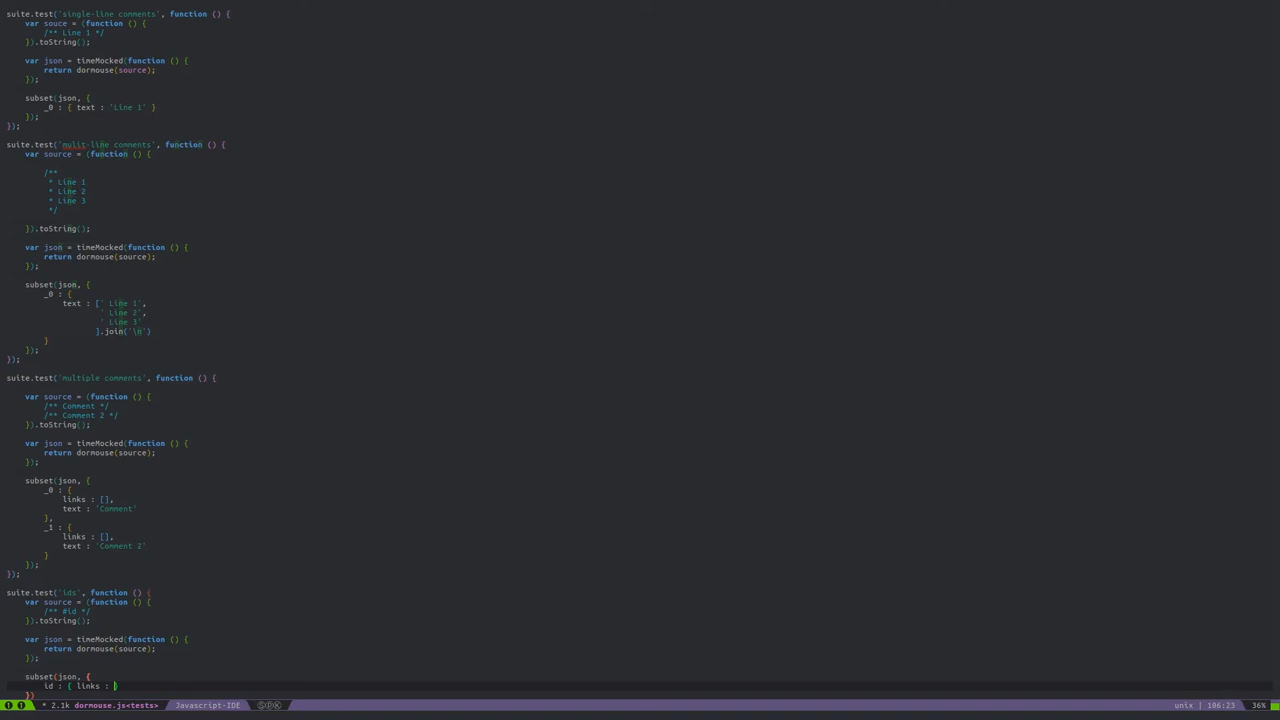 suite.test('single-line comments', function () {
var souce = (function () {
/** Line 1 */
}).toString();
var json = timeMocked(function () {
return dormouse(source);
});
subset(json, {
_0 : { text : 'Line 1' }
});
});
suite.test('mulit-line comments', function () {
var source = (function () {
/**
* Line 1
* Line 2
* Line 3
*/
}).toString();
var json = timeMocked(function () {
return dormouse(source);
});
subset(json, {
_0 : {
text : [' Line 1',
' Line 2',
' Line 3'
].join('\n')
}
});
});
suite.test('multiple comments', function () {
var source = (function () {
/** Comment */
/** Comment 2 */
}).toString();
var json = timeMocked(function () {
return dormouse(source);
});
subset(json, {
_0 : {
links : [],
text : 'Comment'
},
_1 : {
links : [],
text : 'Comment 2'
}
});
});
suite.test('ids', function () {
var source = (function () {
/** #id */
}).toString();
var json = timeMocked(function () {
return dormouse(source);
});
subset(json, {
id : { links : }
})
1 1 * 2.1k dormouse.js<tests> Javascript-IDE ⓈⓅⓀ unix | 106:23 36%